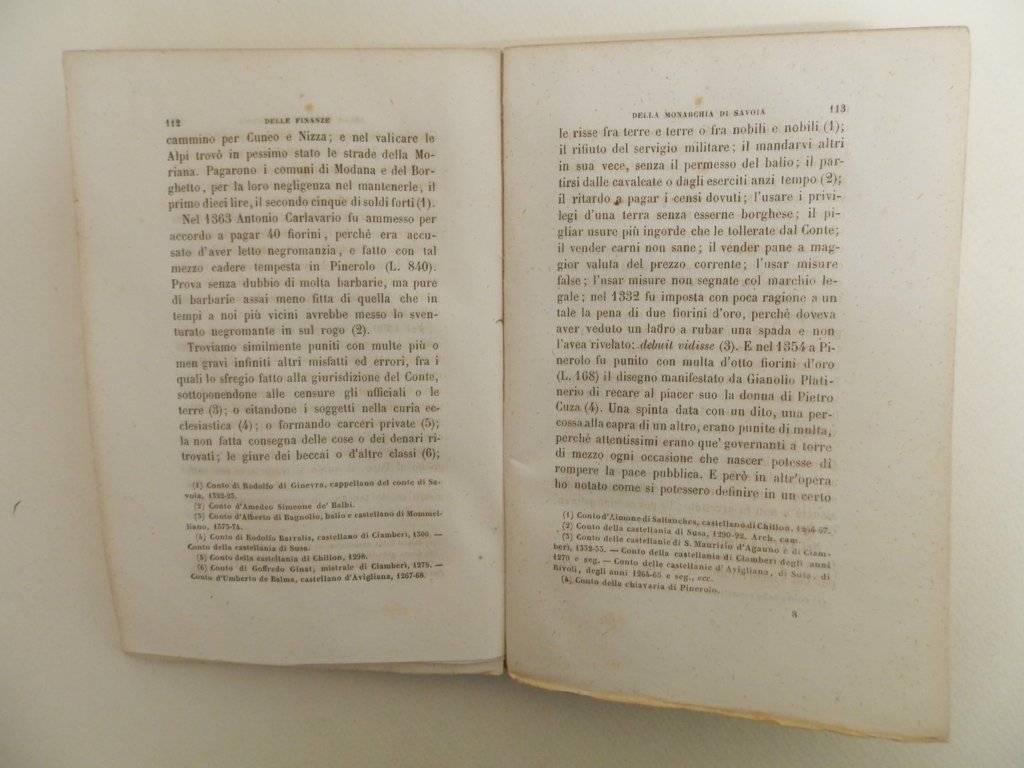 112 DELLE FINANZE
cammino per Cuneo e Nizza; e nel valicare le
Alpi trovò in pessimo stato le strade della Mo-
riana. Pagarono i comuni di Modana e del Bor-
ghetto, per la loro negligenza nel mantenerle, il
primo dieci lire, il secondo cinque di soldi forti (1).
Nel 1363 Antonio Carlavario fu ammesso per
accordo a pagar 40 fiorini, perchè era accu-
sato d'aver letto negromanzia, e fatto con tal
mezzo cadere tempesta in Pinerolo (L. 840).
Prova senza dubbio di molta barbarie, ma pure
di barbarie assai meno fitta di quella che in
tempi a noi più vicini avrebbe messo lo sven-
turato negromante in sul rogo (2).
Troviamo similmente puniti con multe più o
men gravi infiniti altri misfatti ed errori, fra i
quali lo sfregio fatto alla giurisdizione del Conte,
sottoponendone alle censure gli ufficiali o le
terre (3); o citandone i soggetti nella curia ec-
clesiastica (4); o formando carceri private (5);
la non fatta consegna delle cose o dei denari ri-
trovati; le giure dei beccai o d'altre classi (6);
(1) Conto di Rodolfo di Ginevra, cappellano del conte di Sa-
voia, 1392-25.
(2) Conto d'Amedeo Simeone de' Balbi.
(3) Conto d'Alberto di Bagnolio, balio e castellano di Mommel-
liano, 1373-74.
(4) Conto di Rodolfo Barralis, castellano di Ciamberì, 1300. —
Conto della castellania di Susa.
(5) Conto della castellania di Chillon, 1298.
(6) Conto di Goffredo Ginat, mistrale di Ciamberì, 1275. —
Conto d'Umberto de Balma, castellano d'Avigliana, 1267-68.
DELLA MONARCHIA DI SAVOIA 113
le risse fra terre e terre o fra nobili e nobili (1);
il rifiuto del servigio militare; il mandarvi altri
in sua vece, senza il permesso del balio; il par-
tirsi dalle cavalcate o dagli eserciti anzi tempo (2);
il ritardo a pagar i censi dovuti; l'usare i privi-
legi d'una terra senza esserne borghese; il pi-
gliar usure più ingorde che le tollerate dal Conte;
il vender carni non sane; il vender pane a mag-
gior valuta del prezzo corrente; l'usar misure
false; l'usar misure non segnate col marchio le-
gale; nel 1332 fu imposta con poca ragione a un
tale la pena di due fiorini d'oro, perchè doveva
aver veduto un ladro a rubar una spada e non
l'avea rivelato: debuit vidisse (3). E nel 1354 a Pi-
nerolo fu punito con multa d'otto fiorini d'oro
(L. 168) il disegno manifestato da Gianolio Plati-
nerio di recare al piacer suo la donna di Pietro
Cuza (4). Una spinta data con un dito, una per-
cossa alla capra di un altro, erano punite di multa,
perchè attentissimi erano que' governanti a torre
di mezzo ogni occasione che nascer potesse di
rompere la pace pubblica. E però in altr'opera
ho notato come si potessero definire in un certo
(1) Conto d'Aimone di Sallanches, castellano di Chillon, 1266-67.
(2) Conto della castellania di Susa, 1290-92. Arch. cam.
(3) Conto delle castellanie di S. Maurizio d'Agauno e di Ciam-
berì, 1332-33. — Conto della castellania di Ciamberì degli anni
1270 e seg. — Conto delle castellanie d'Avigliana, di Susa, di
Rivoli, degli anni 1264-65 e seg., ecc.
(4) Conto della chiavaria di Pinerolo.
8